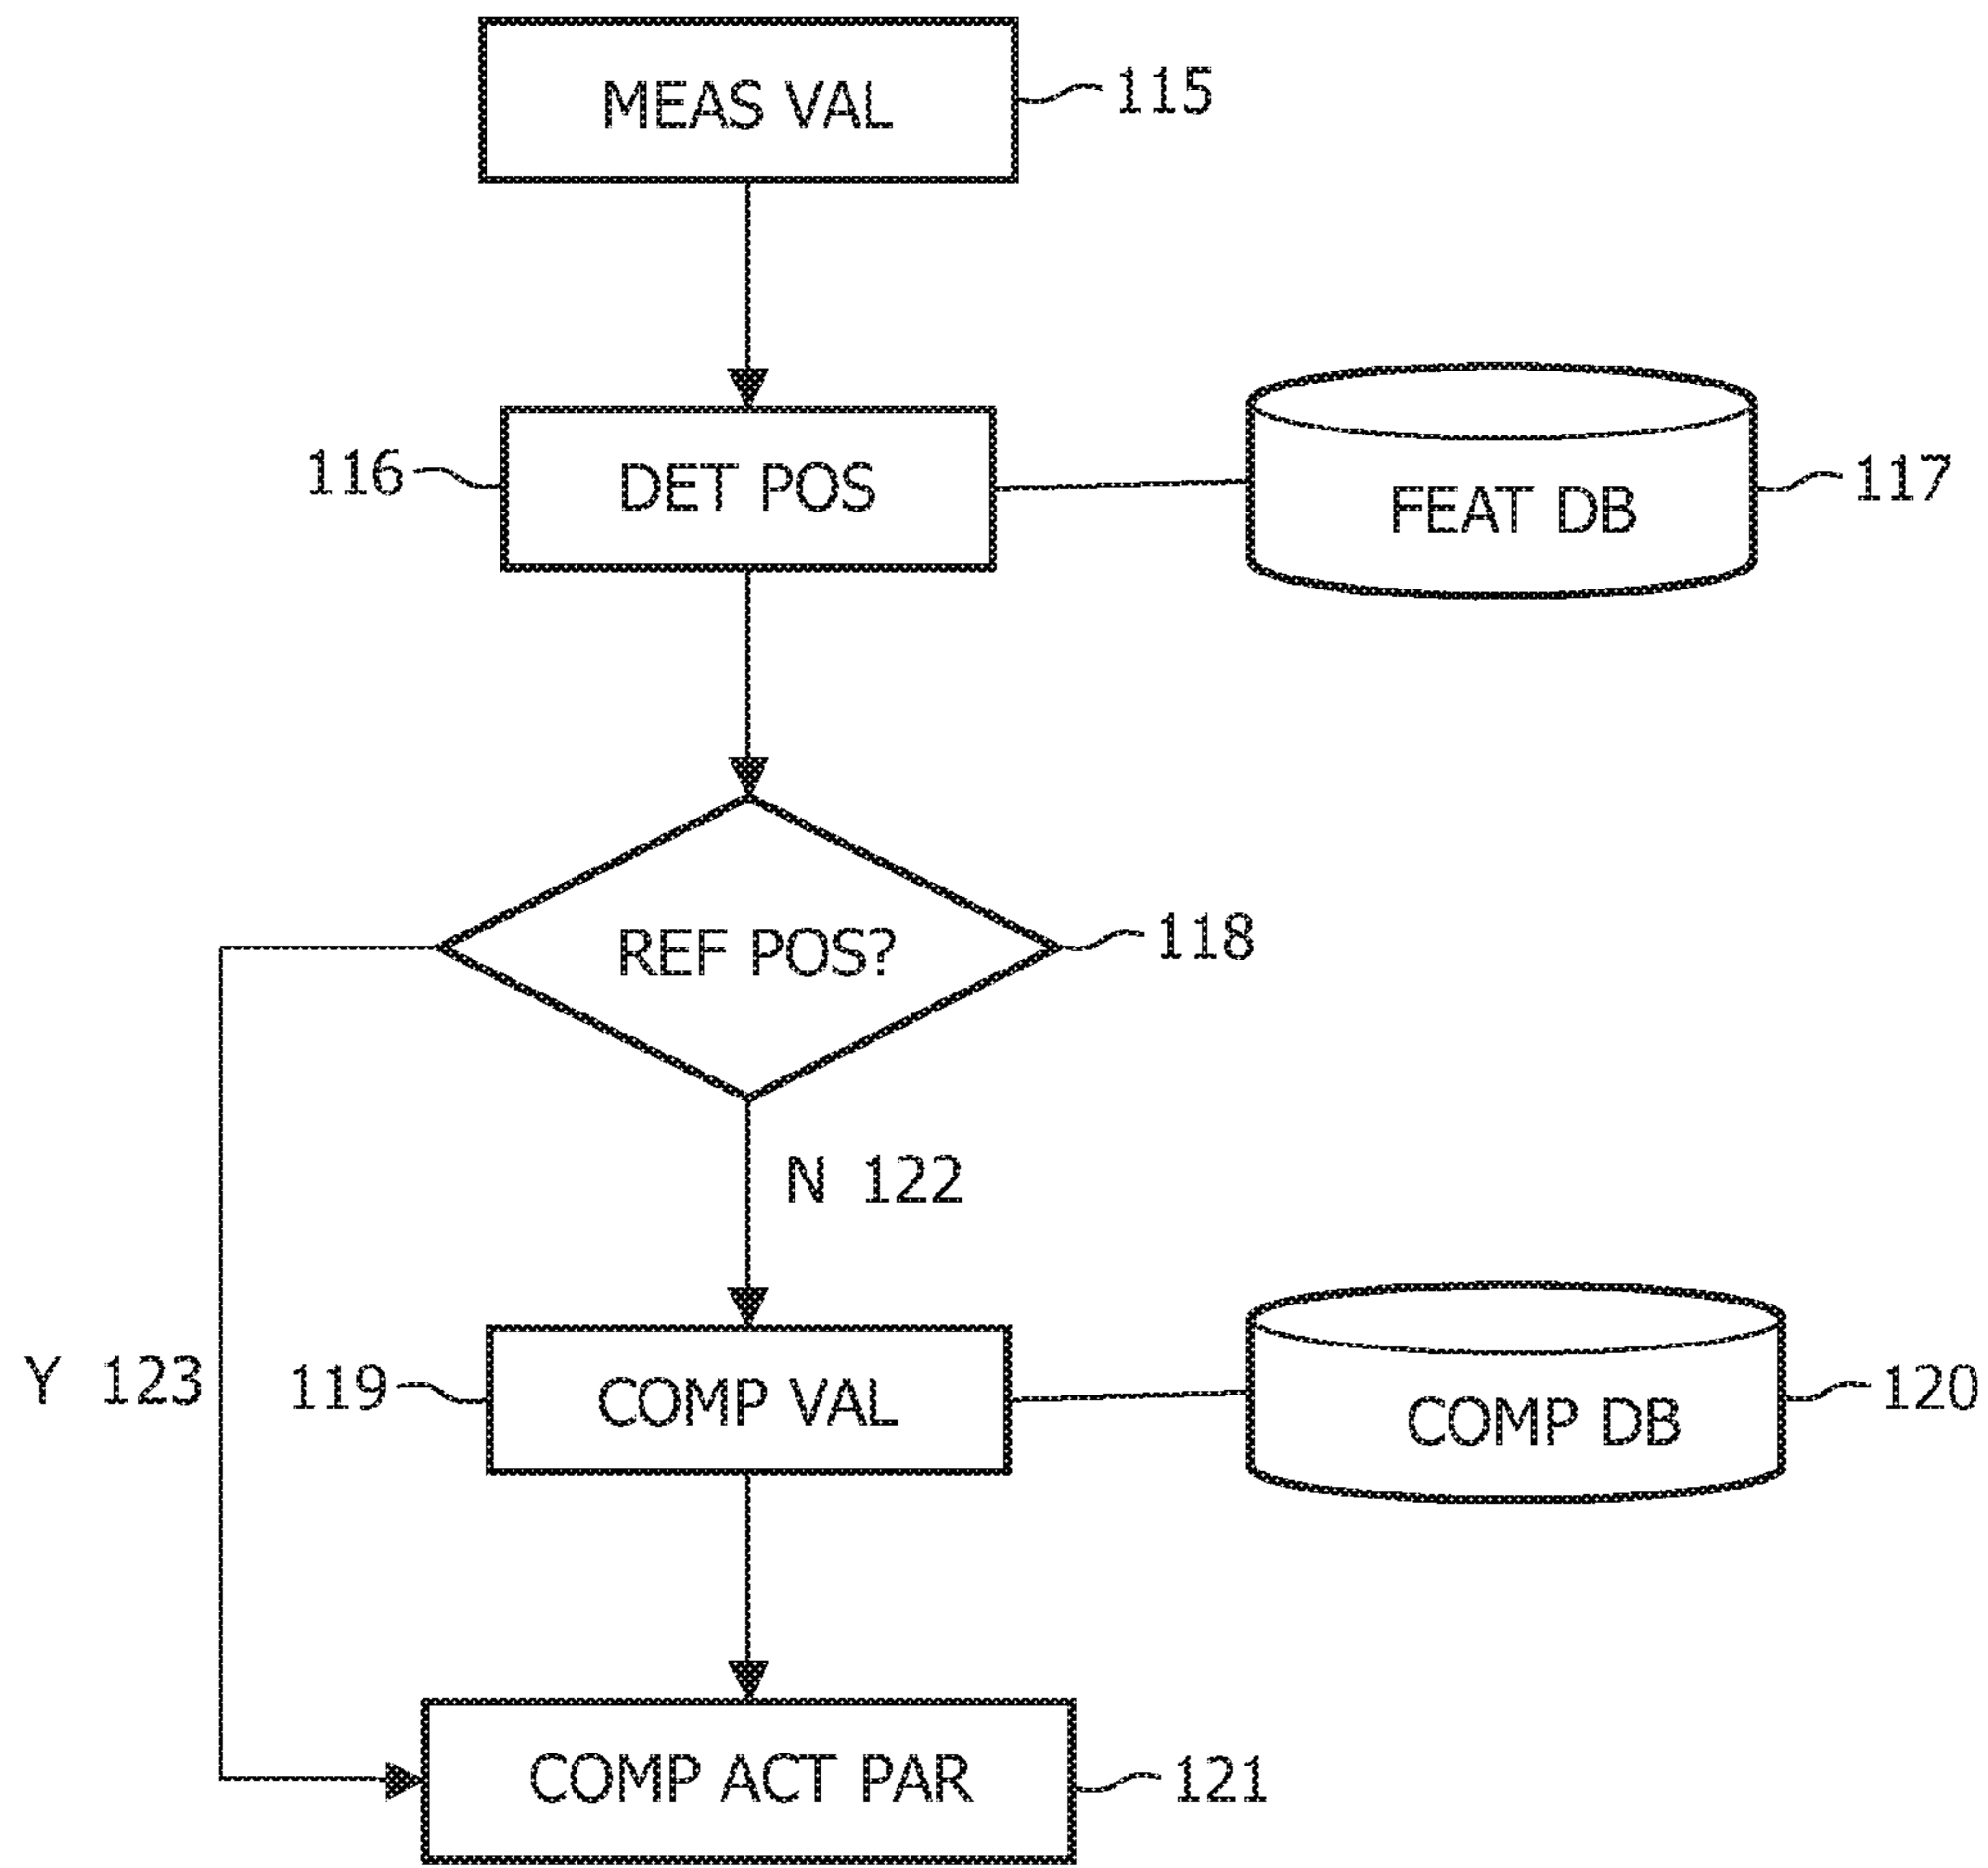 MEAS VAL
115
116
DET POS
FEAT DB
117
REF POS?
118
N 122
Y 123
119
COMP VAL
COMP DB
120
COMP ACT PAR
121